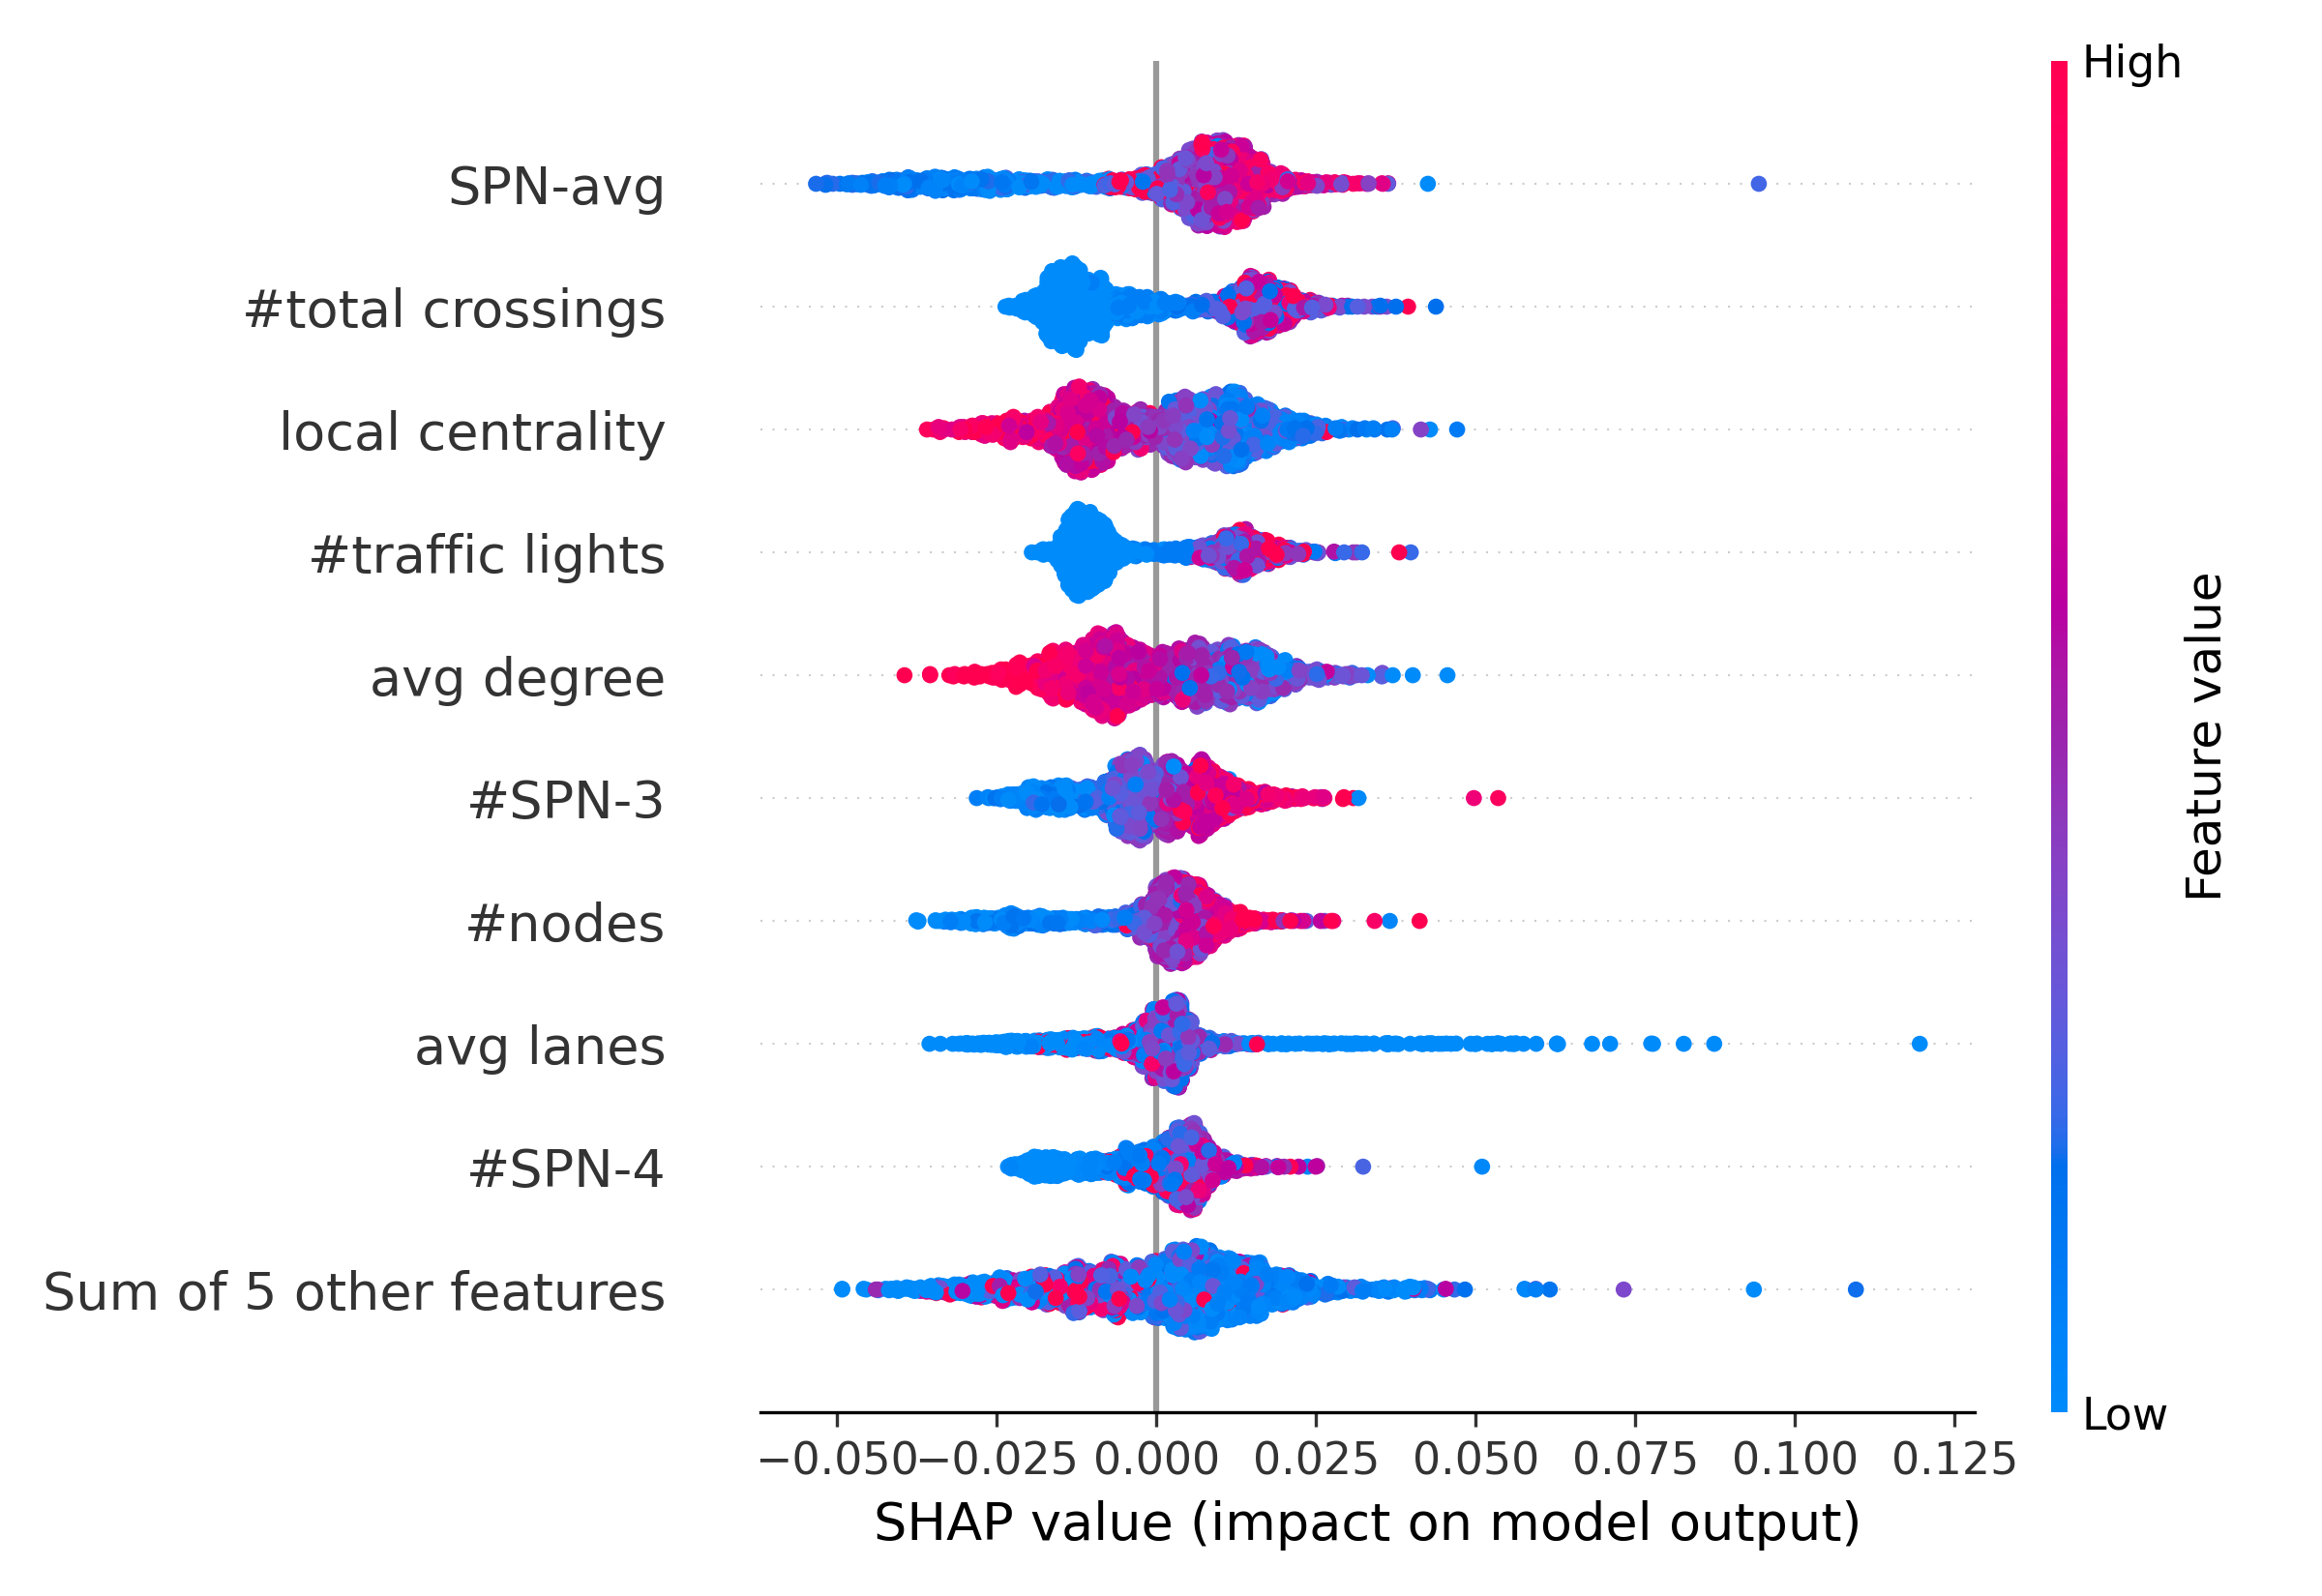 High
SPN-avg
#total crossings
local centrality
#traffic lights
avg degree
#SPN-3
#nodes
avg lanes
#SPN-4
Sum of 5 other features
Feature value
Low
−0.050 −0.025 0.000 0.025 0.050 0.075 0.100 0.125
SHAP value (impact on model output)